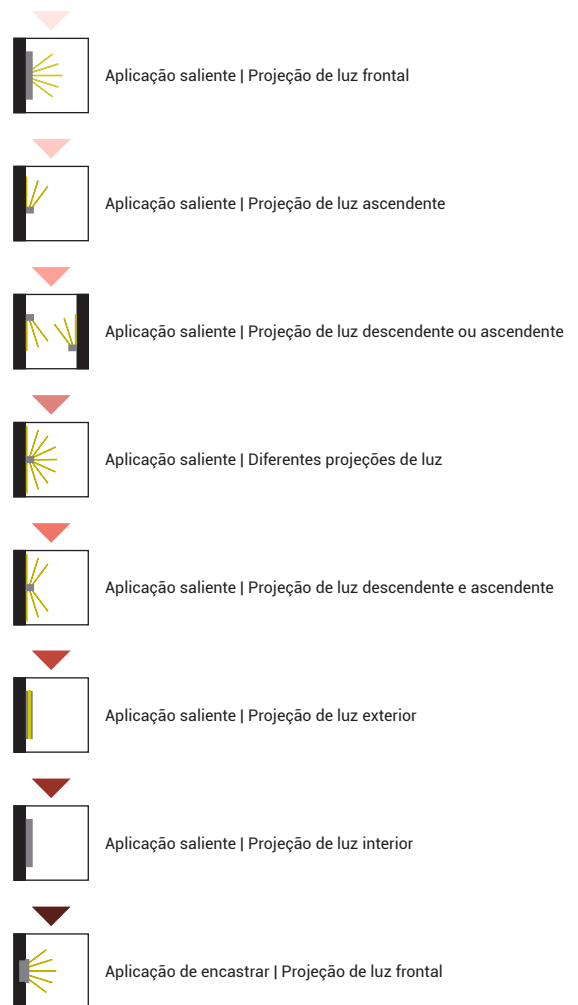 Aplicação saliente | Projeção de luz frontal
Aplicação saliente | Projeção de luz ascendente
Aplicação saliente | Projeção de luz descendente ou ascendente
Aplicação saliente | Diferentes projeções de luz
Aplicação saliente | Projeção de luz descendente e ascendente
Aplicação saliente | Projeção de luz exterior
Aplicação saliente | Projeção de luz interior
Aplicação de encastrar | Projeção de luz frontal